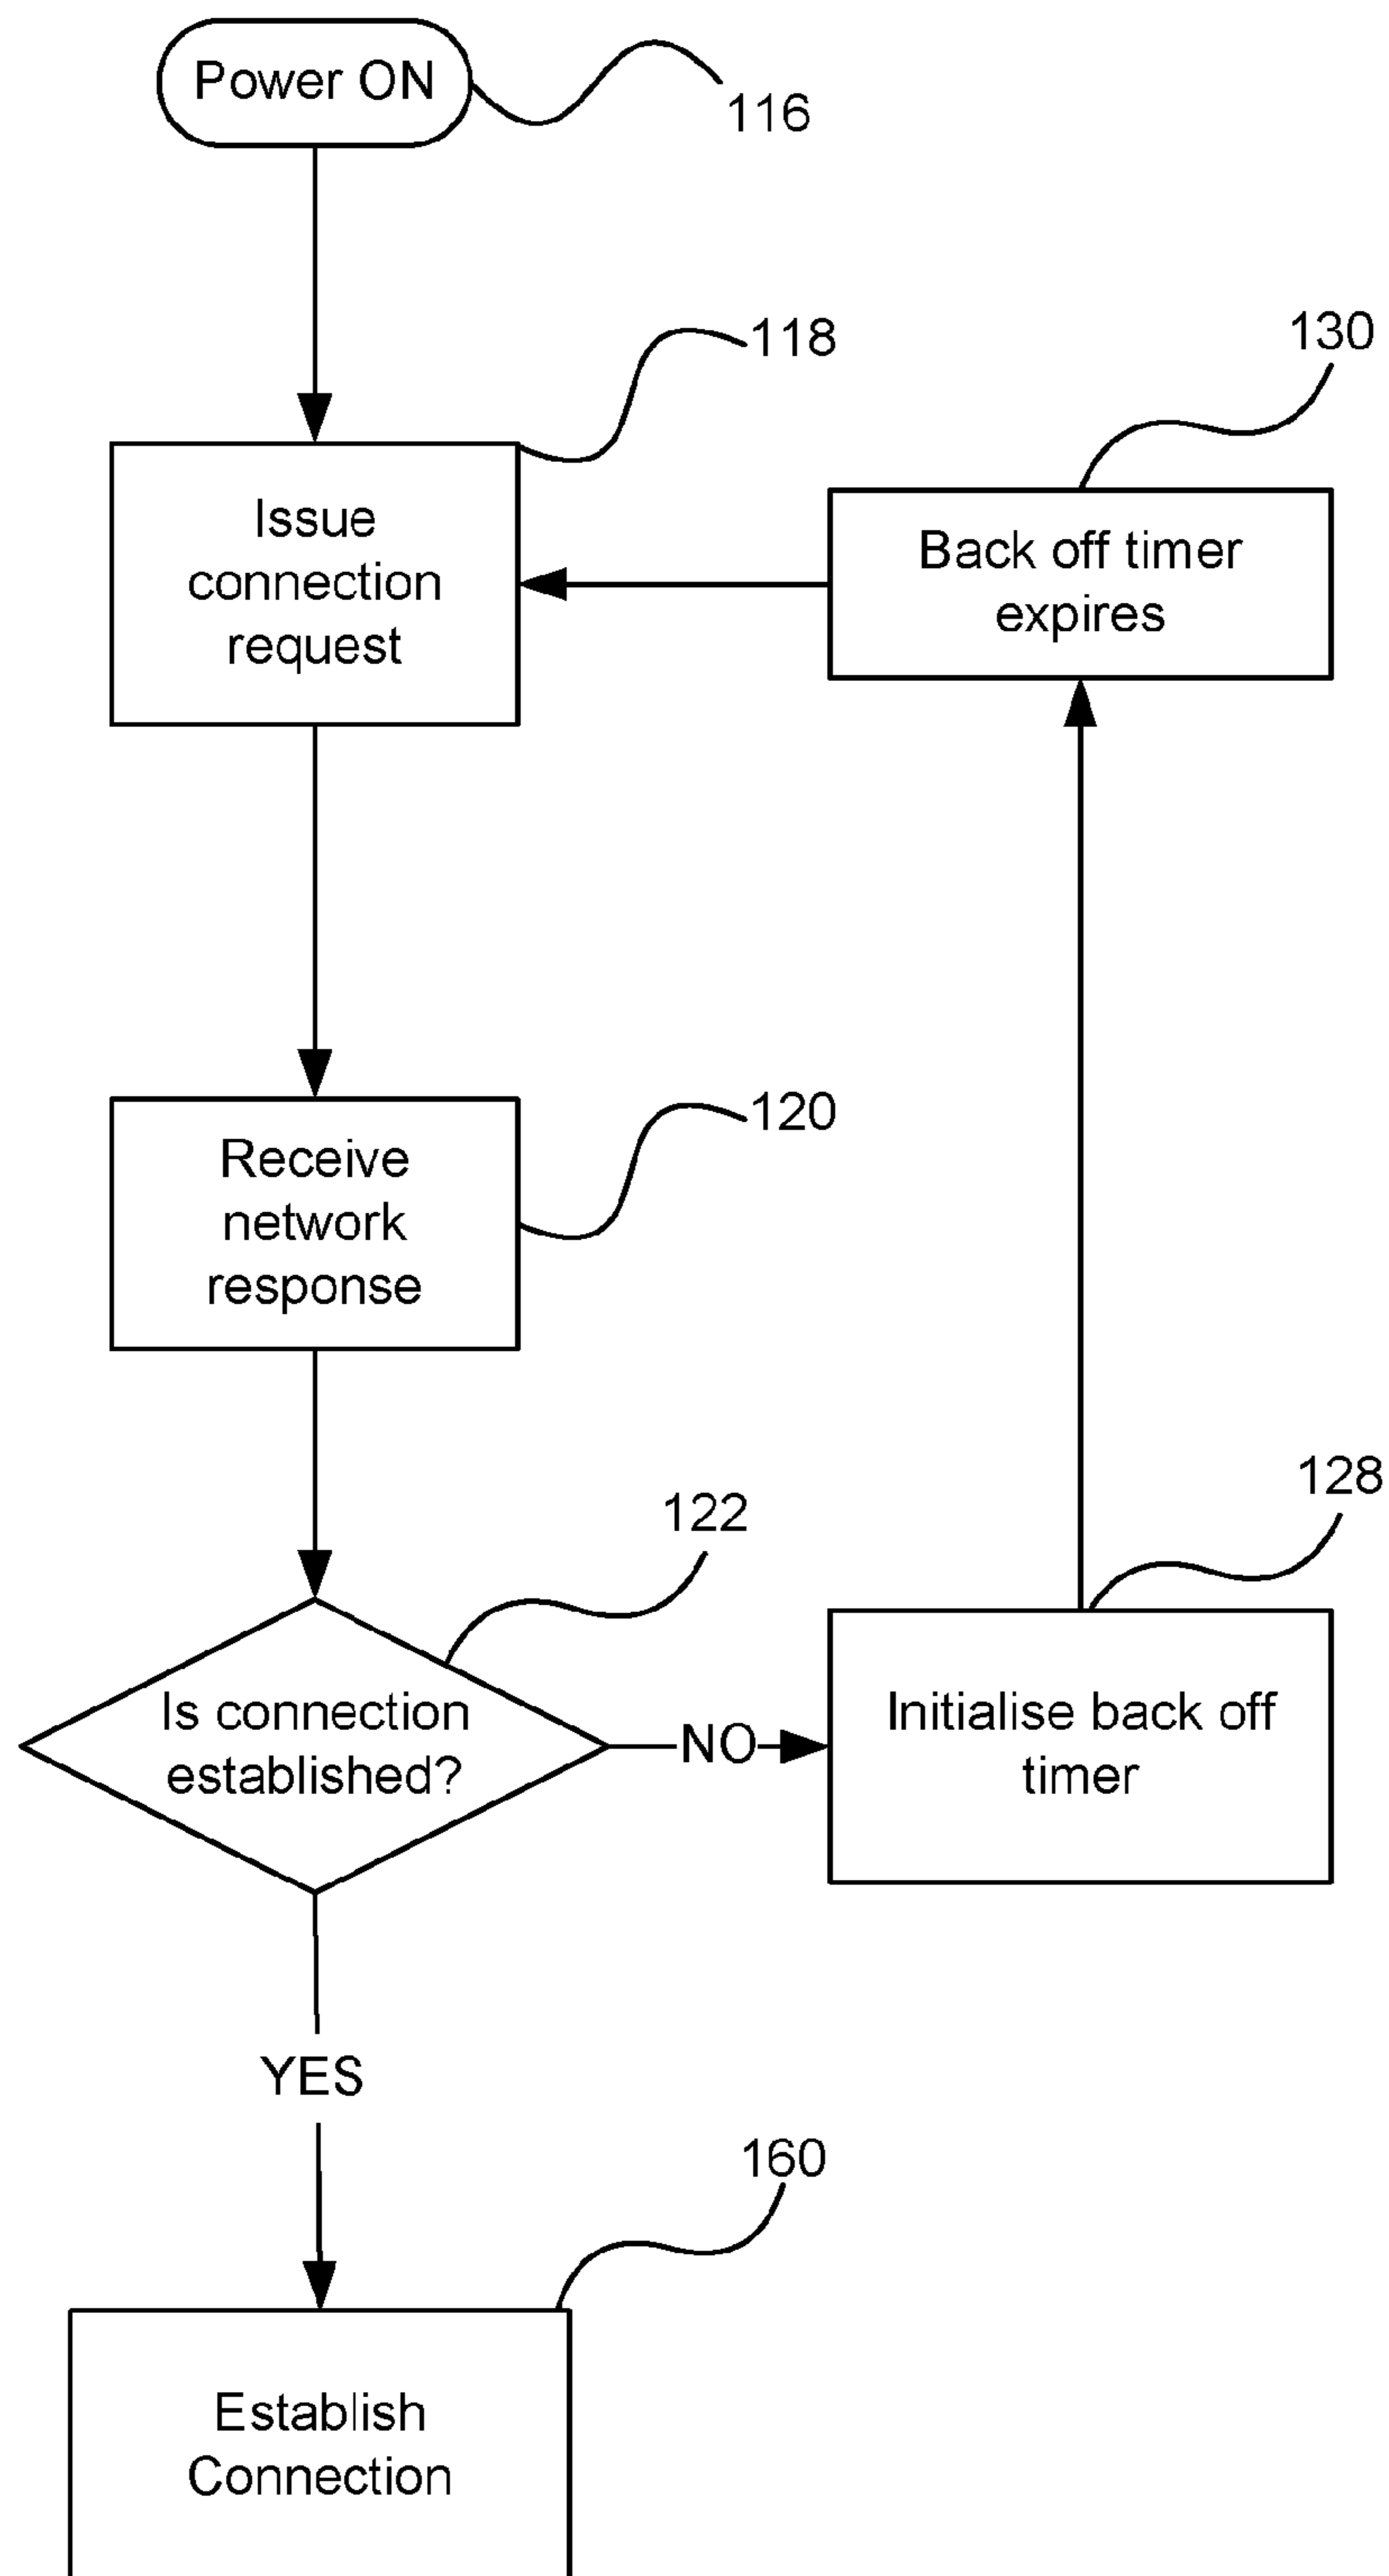 Power ON
116
118
130
Issue
connection
request
Back off timer
expires
120
Receive
network
response
128
122
Is connection
established?
NO
Initialise back off
timer
YES
160
Establish
Connection